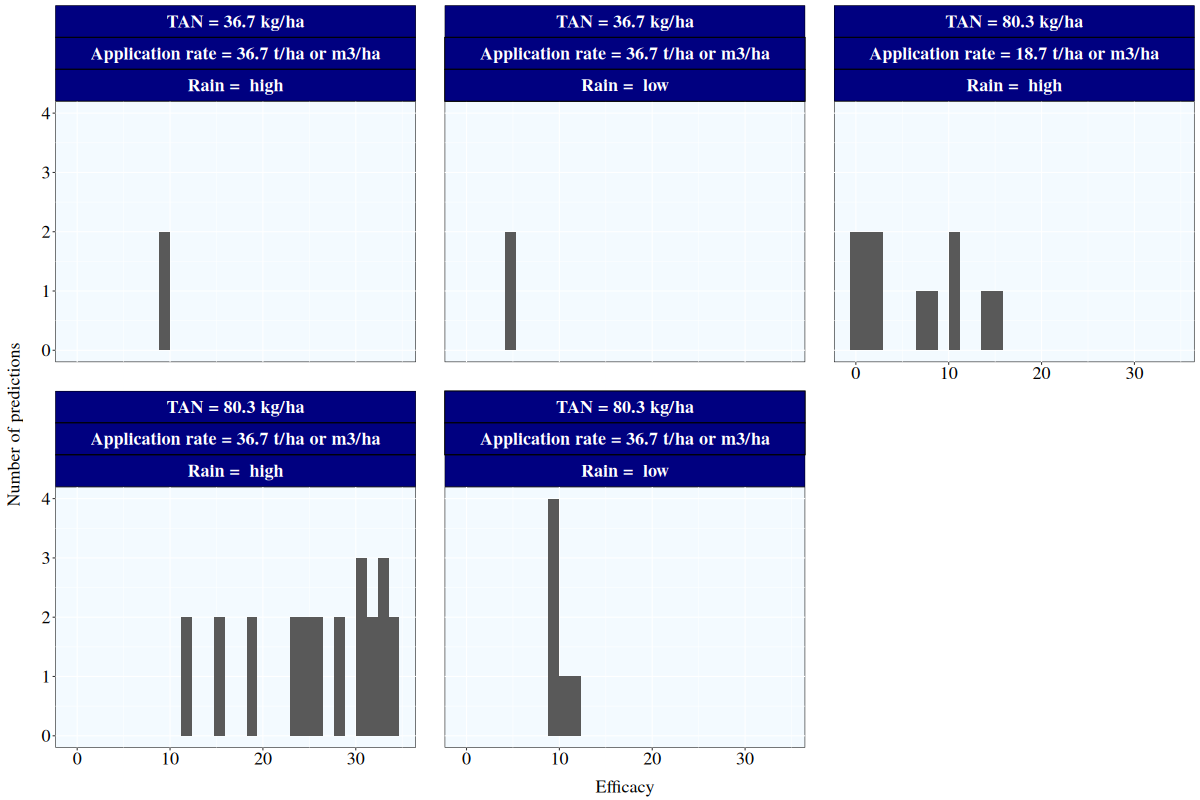 TAN = 36.7 kg/ha
Application rate = 36.7 t/ha or m3/ha
Rain =  high
TAN = 36.7 kg/ha
Application rate = 36.7 t/ha or m3/ha
Rain =  low
TAN = 80.3 kg/ha
Application rate = 18.7 t/ha or m3/ha
Rain =  high
4
3
2
1
0
0 10 20 30
TAN = 80.3 kg/ha
Application rate = 36.7 t/ha or m3/ha
Rain =  high
TAN = 80.3 kg/ha
Application rate = 36.7 t/ha or m3/ha
Rain =  low
4
3
2
1
0
0 10 20 30
0 10 20 30
Number of predictions
Efficacy